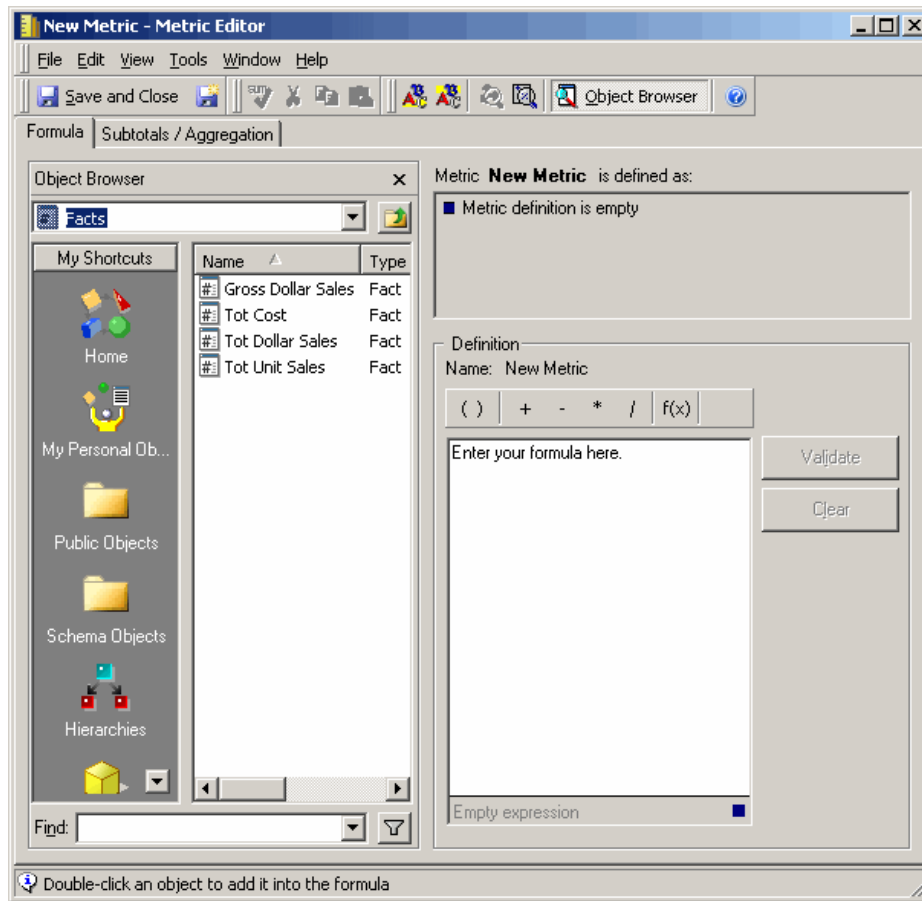 New Metric - Metric Editor
File Edit View Tools Window Help
Save and Close sum Object Browser
Formula Subtotals / Aggregation
Object Browser
Facts
My Shortcuts
Home
My Personal Ob...
Public Objects
Schema Objects
Hierarchies
Name Type
Gross Dollar Sales Fact
Tot Cost Fact
Tot Dollar Sales Fact
Tot Unit Sales Fact
Find:
Metric New Metric is defined as:
Metric definition is empty
Definition
Name: New Metric
( ) + - * / f(x)
Enter your formula here.
Validate
Clear
Empty expression
Double-click an object to add it into the formula